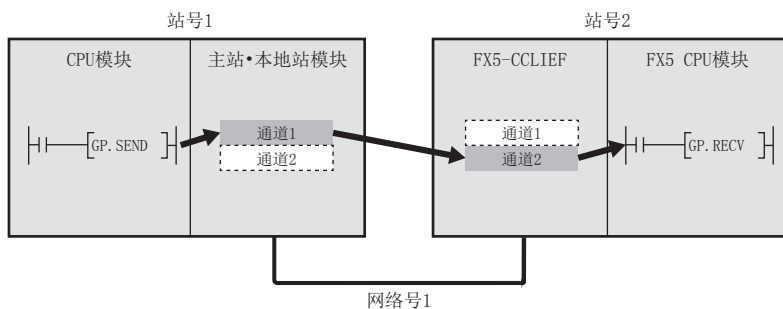 站号1
站号2
CPU模块
主站•本地站模块
FX5-CCLIEF
FX5 CPU模块
GP.SEND
通道1
通道2
通道1
通道2
GP.RECV
网络号1